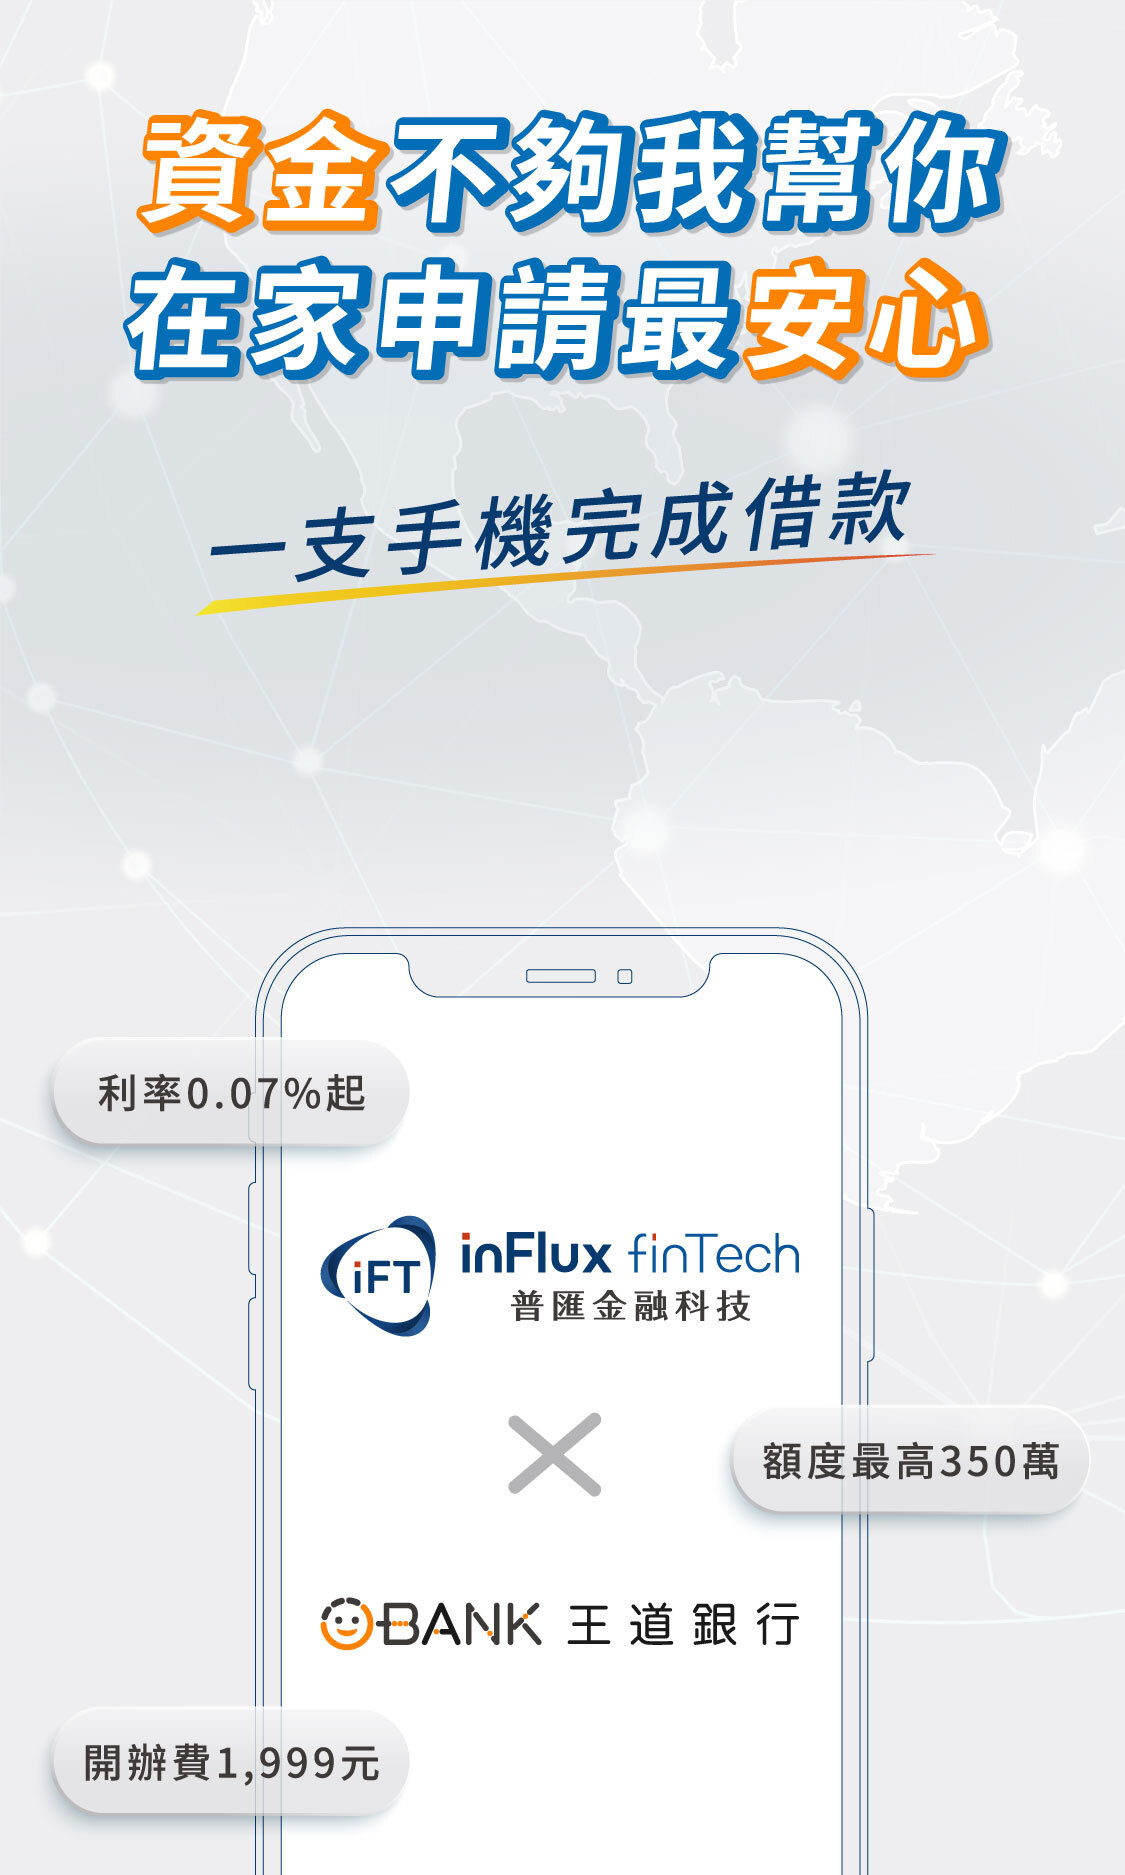 資金不夠我幫你
在家申請最安心
一支手機完成借款
利率0.07%起
iFT
inFlux finTech
普匯金融科技
額度最高350萬
OBANK 王道銀行
開辦費1,999元